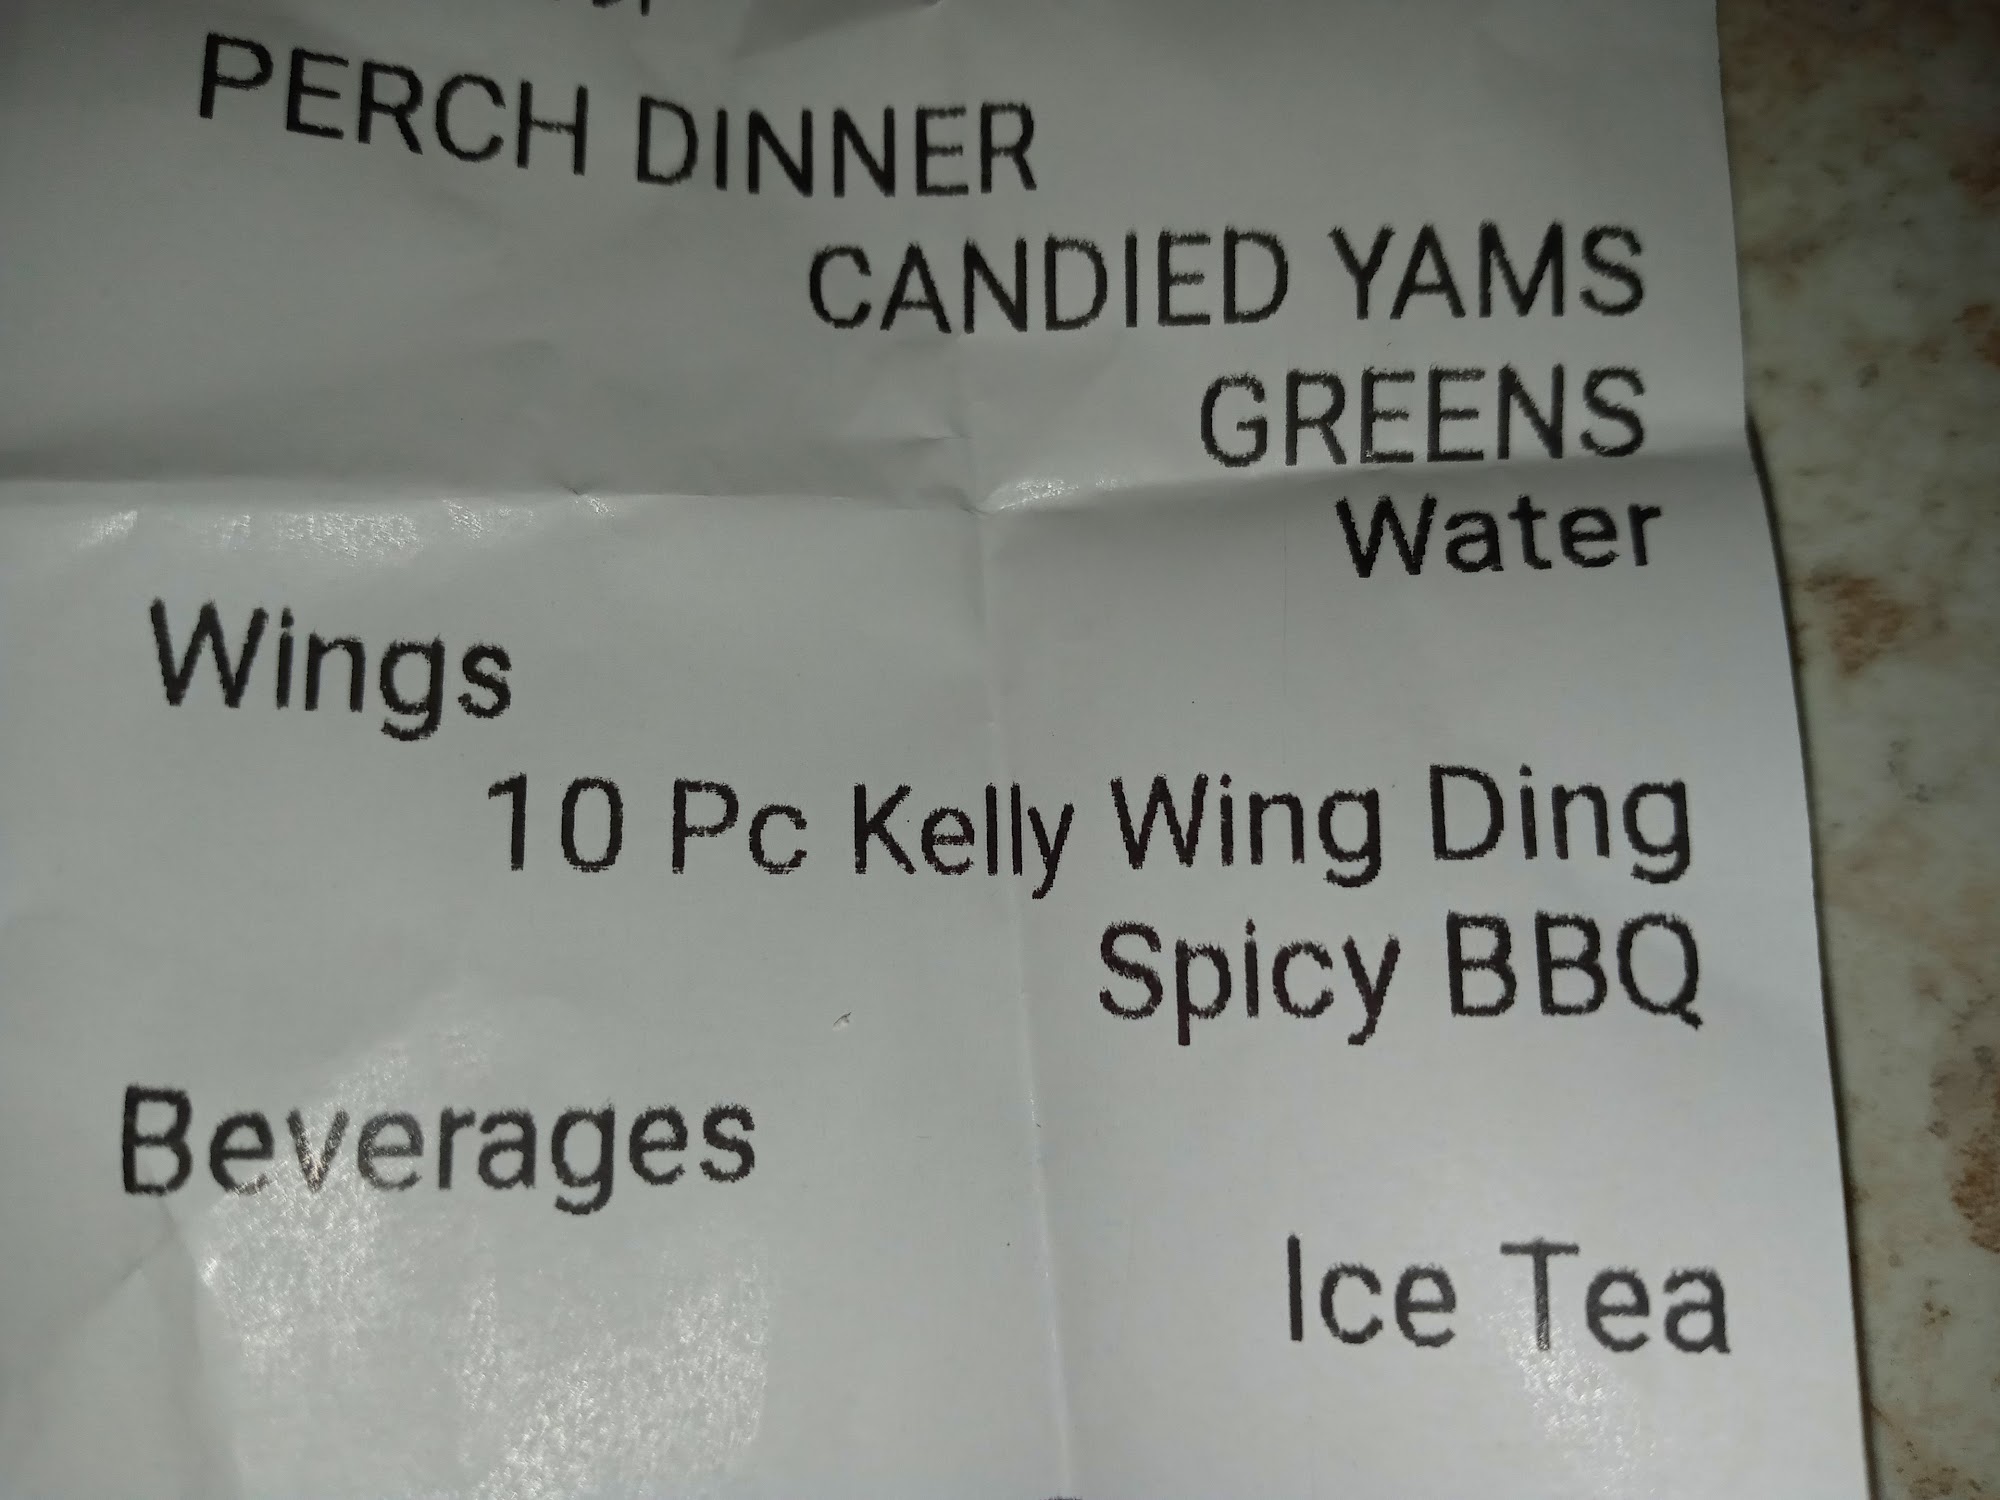 PERCH DINNER
CANDIED YAMS
GREENS
Water
Wings
10 Pc Kelly Wing Ding
Spicy BBQ
Beverages
Ice Tea